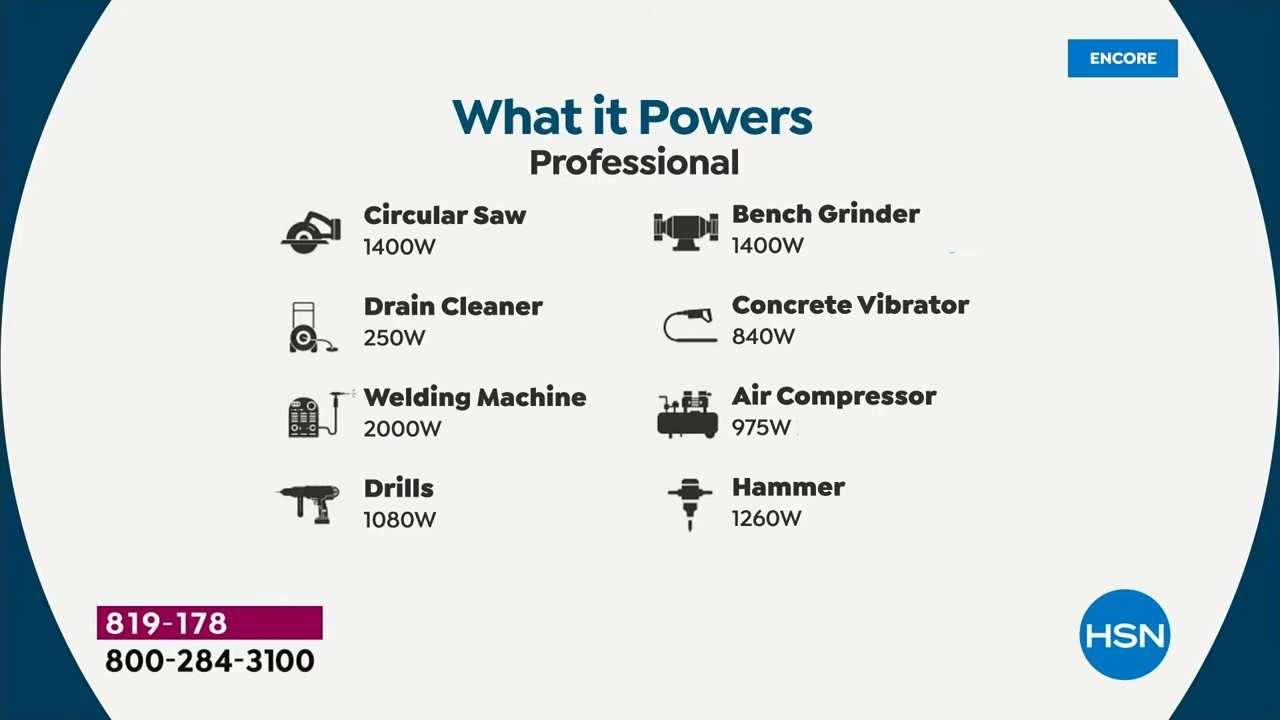 ENCORE
What it Powers
Professional
Circular Saw
1400W
Bench Grinder
1400W
Drain Cleaner
250W
Concrete Vibrator
840W
Welding Machine
2000W
Air Compressor
975W
Drills
1080W
Hammer
1260W
819-178
800-284-3100
HSN